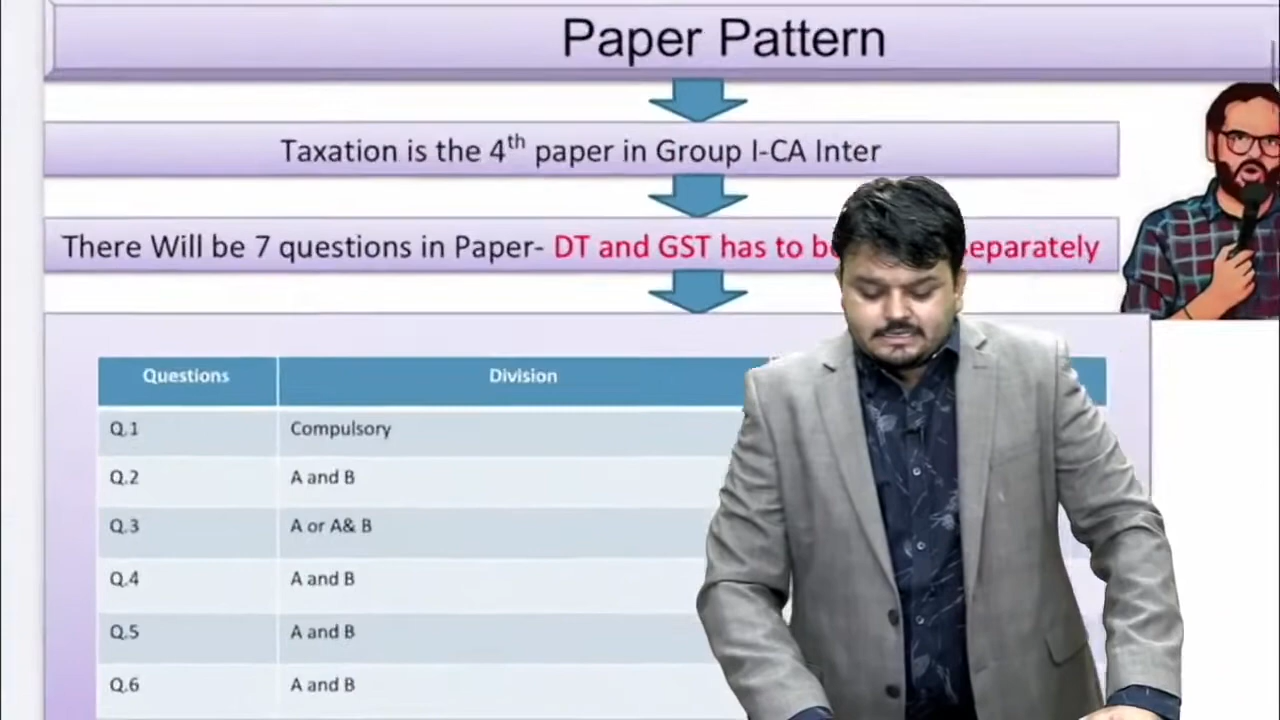 Paper Pattern
Taxation is the 4th paper in Group I-CA Inter
There Will be 7 questions in Paper- DT and GST has to separately
Questions Division
Q.1 Compulsory
Q.2 A and B
Q.3 A or A& B
Q.4 A and B
Q.5 A and B
Q.6 A and B